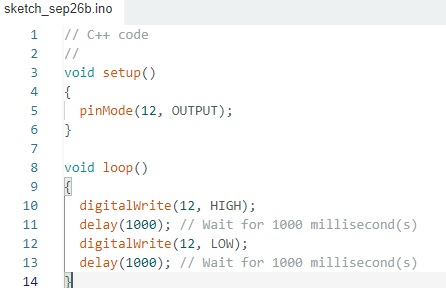 sketch_sep26b.ino
1 // C++ code
2 //
3 void setup()
4 {
5 pinMode(12, OUTPUT);
6 }
7
8 void loop()
9 {
10 digitalWrite(12, HIGH);
11 delay(1000); // Wait for 1000 millisecond(s)
12 digitalWrite(12, LOW);
13 delay(1000); // Wait for 1000 millisecond(s)
14 }